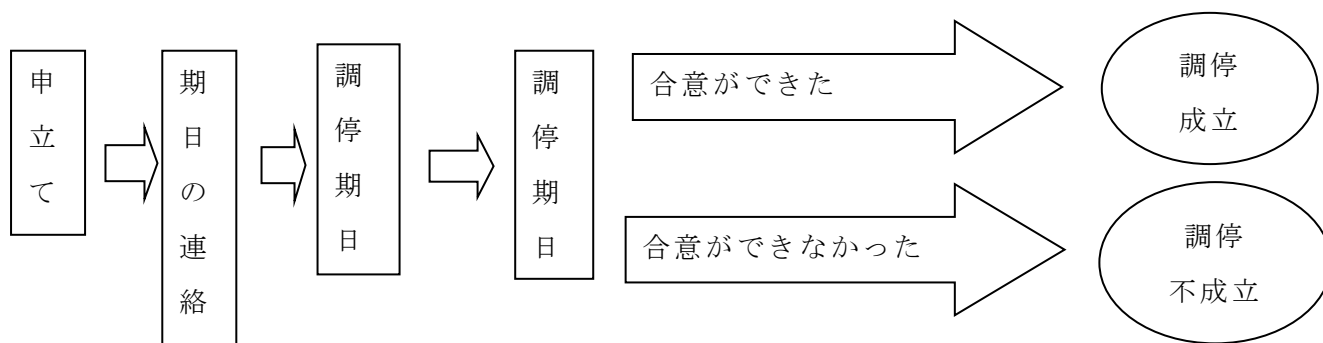 申立て
期日の連絡
調停期日
調停期日
合意ができた
調停
成立
合意ができなかった
調停
不成立